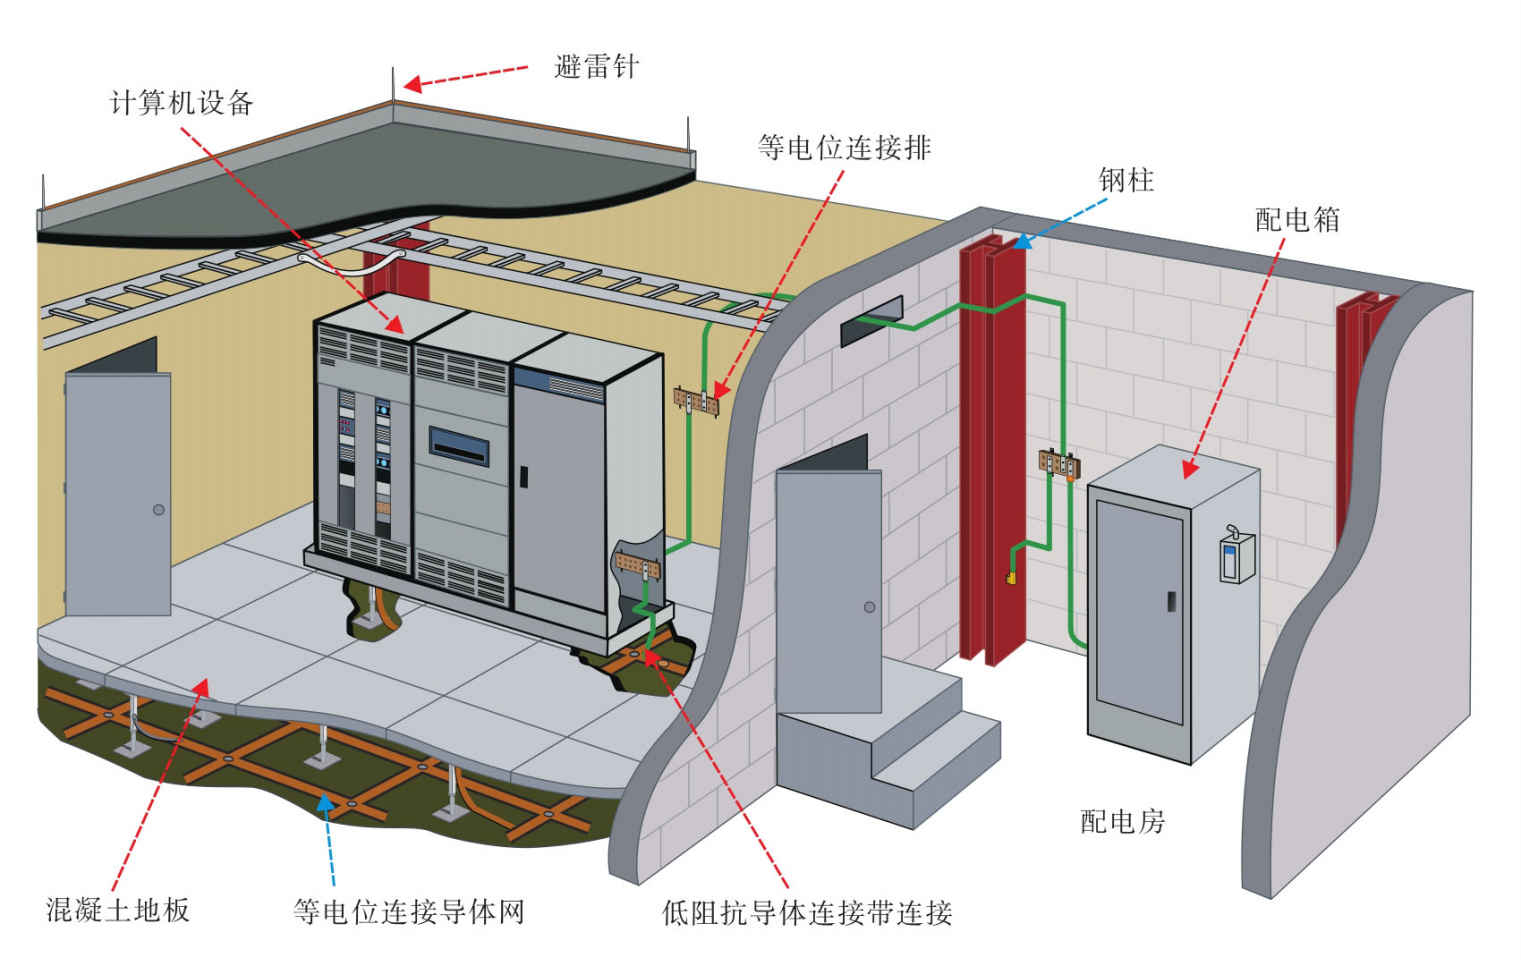 避雷针
计算机设备
等电位连接排
钢柱
配电箱
配电房
混凝土地板
等电位连接导体网
低阻抗导体连接带连接